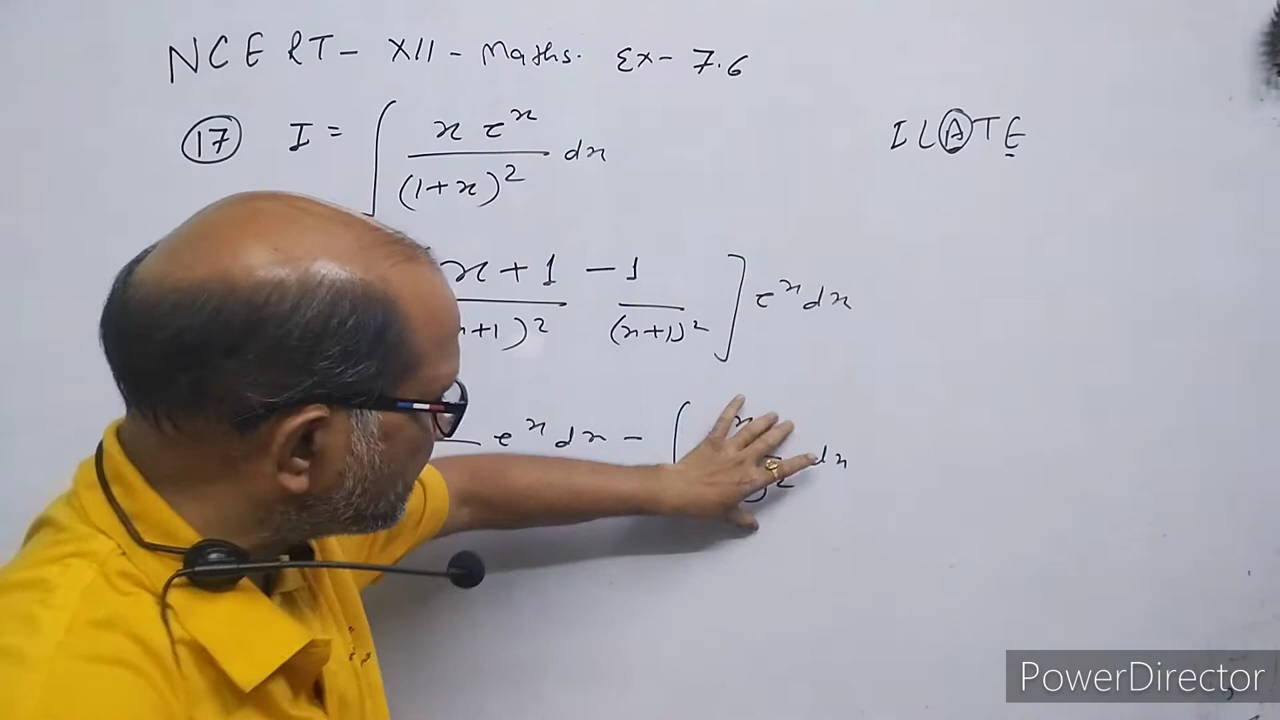 NCERT - XII - Maths. Ex - 7.6
ILATE
17 I = ∫ x e^x / (1+x)^2 dx
x + 1 / +1)^2 - 1 / (x+1)^2 ] e^x dx
e^x dx - ∫ dx
PowerDirector